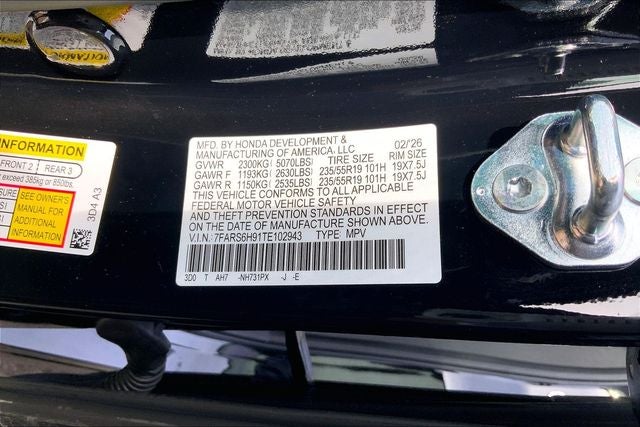 INFORMATION
FRONT 2 REAR 3
exceed 385kg or 850lbs.
SEE OWNER'S
MANUAL FOR
ADDITIONAL
INFORMATION
3D4 A3
MFD. BY HONDA DEVELOPMENT &
MANUFACTURING OF AMERICA, LLC 02/'26
GVWR 2300KG( 5070LBS) TIRE SIZE RIM SIZE
GAWR F 1193KG( 2630LBS) 235/55R19 101H 19X7.5J
GAWR R 1150KG( 2535LBS) 235/55R19 101H 19X7.5J
THIS VEHICLE CONFORMS TO ALL APPLICABLE
FEDERAL MOTOR VEHICLE SAFETY
AND THEFT PREVENTION STANDARDS IN EFFECT
ON THE DATE OF MANUFACTURE SHOWN ABOVE.
V.I.N.: 7FARS6H91TE102943 TYPE: MPV
3D0 T AH7 -NH731PX -J -E